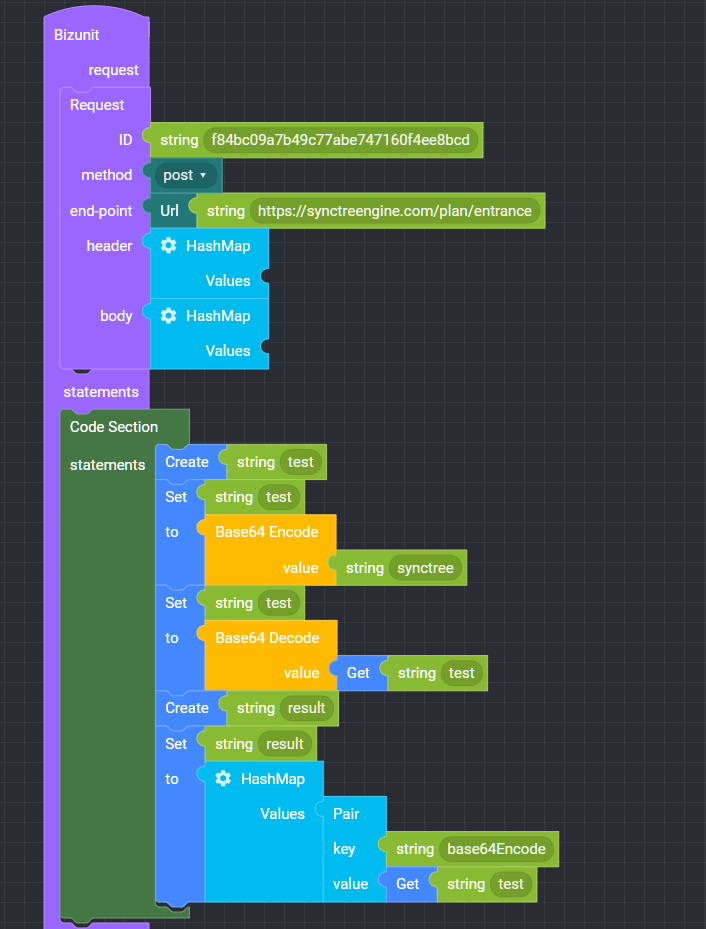 Bizunit
request
Request
ID string f84bc09a7b49c77abe747160f4ee8bcd
method post
end-point Url string https://synctreengine.com/plan/entrance
header HashMap
Values
body HashMap
Values
statements
Code Section
statements Create string test
Set string test
to Base64 Encode
value string synctree
Set string test
to Base64 Decode
value Get string test
Create string result
Set string result
to HashMap
Values Pair
key string base64Encode
value Get string test